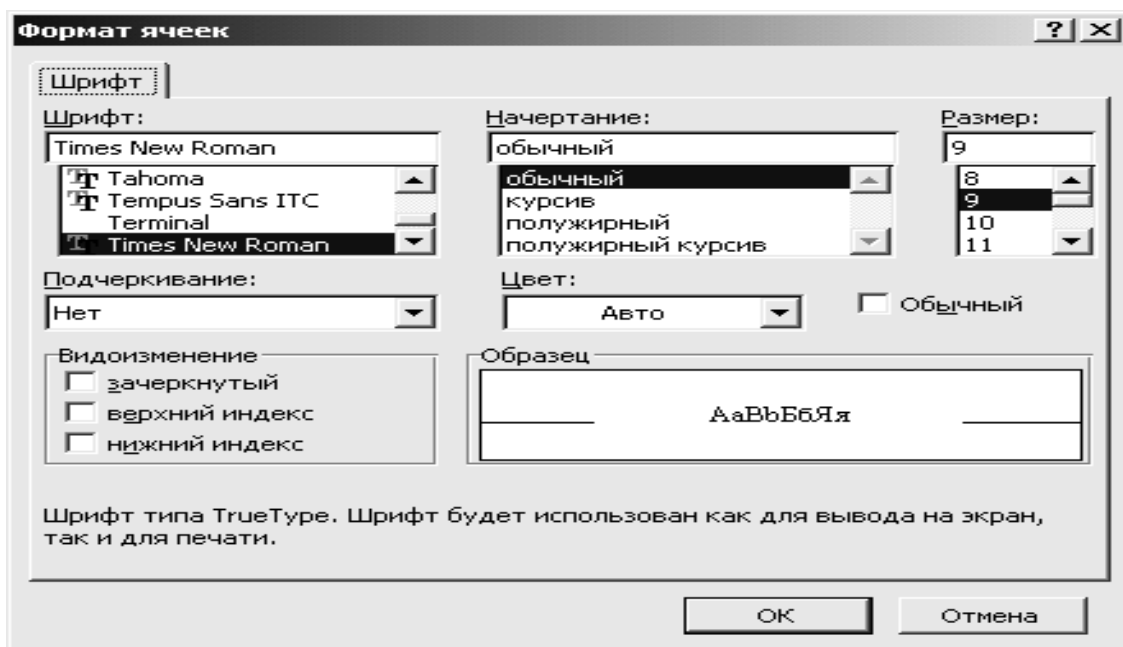 Формат ячеек
Шрифт
Шрифт: Начертание: Размер:
Times New Roman обычный 9
Tahoma обычный 8
Tempus Sans ITC курсив 9
Terminal полужирный 10
Times New Roman полужирный курсив 11
Подчеркивание: Цвет:
Нет Авто Обычный
Видоизменение Образец
зачеркнутый
верхний индекс АаВbБбЯя
нижний индекс
Шрифт типа TrueType. Шрифт будет использован как для вывода на экран,
так и для печати.
ОК Отмена